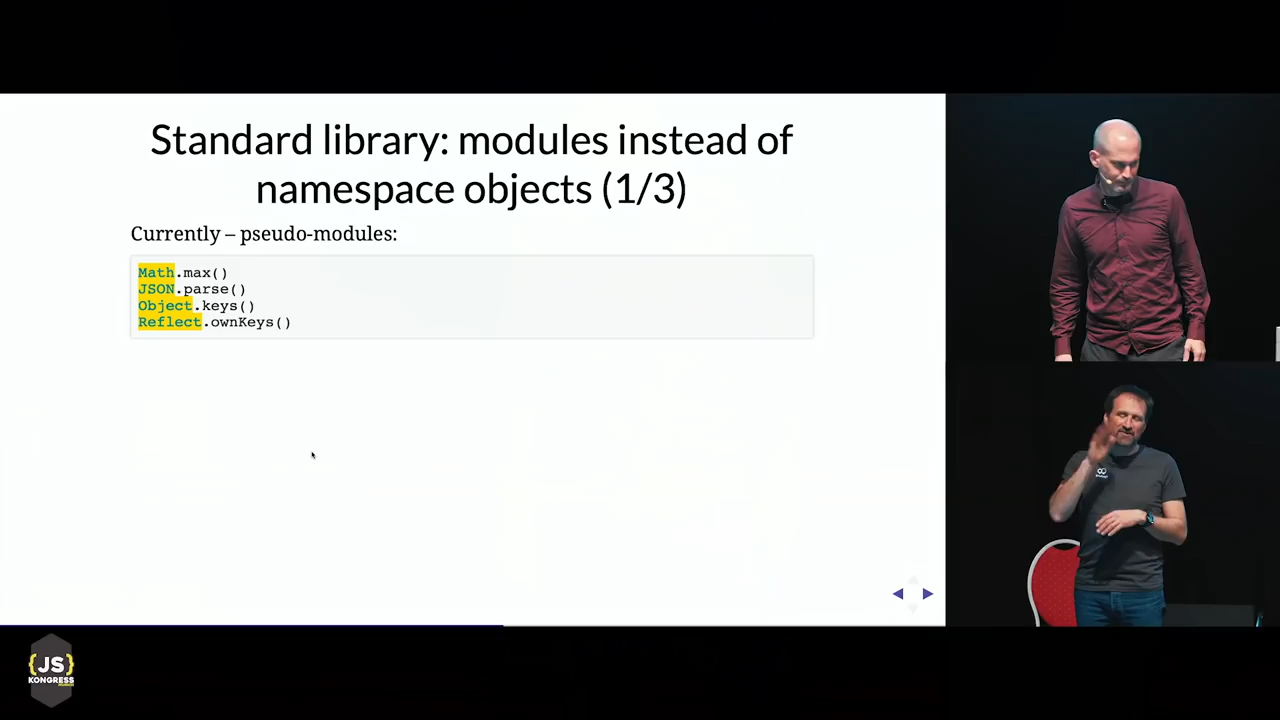 Standard library: modules instead of
namespace objects (1/3)
Currently – pseudo-modules:
Math.max()
JSON.parse()
Object.keys()
Reflect.ownKeys()
{JS}
KONGRESS